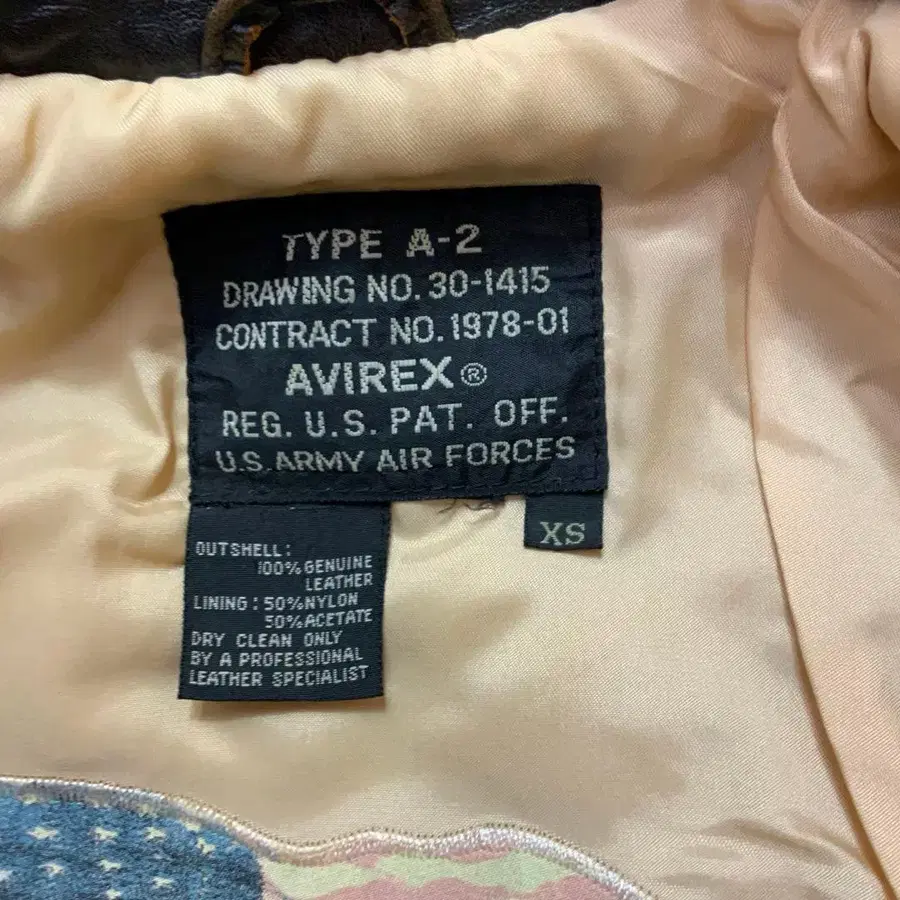 TYPE A-2
DRAWING NO. 30-1415
CONTRACT NO. 1978-01
AVIREX®
REG. U.S. PAT. OFF.
U.S. ARMY AIR FORCES
XS
OUTSHELL:
100% GENUINE
LEATHER
LINING : 50% NYLON
50% ACETATE
DRY CLEAN ONLY
BY A PROFESSIONAL
LEATHER SPECIALIST